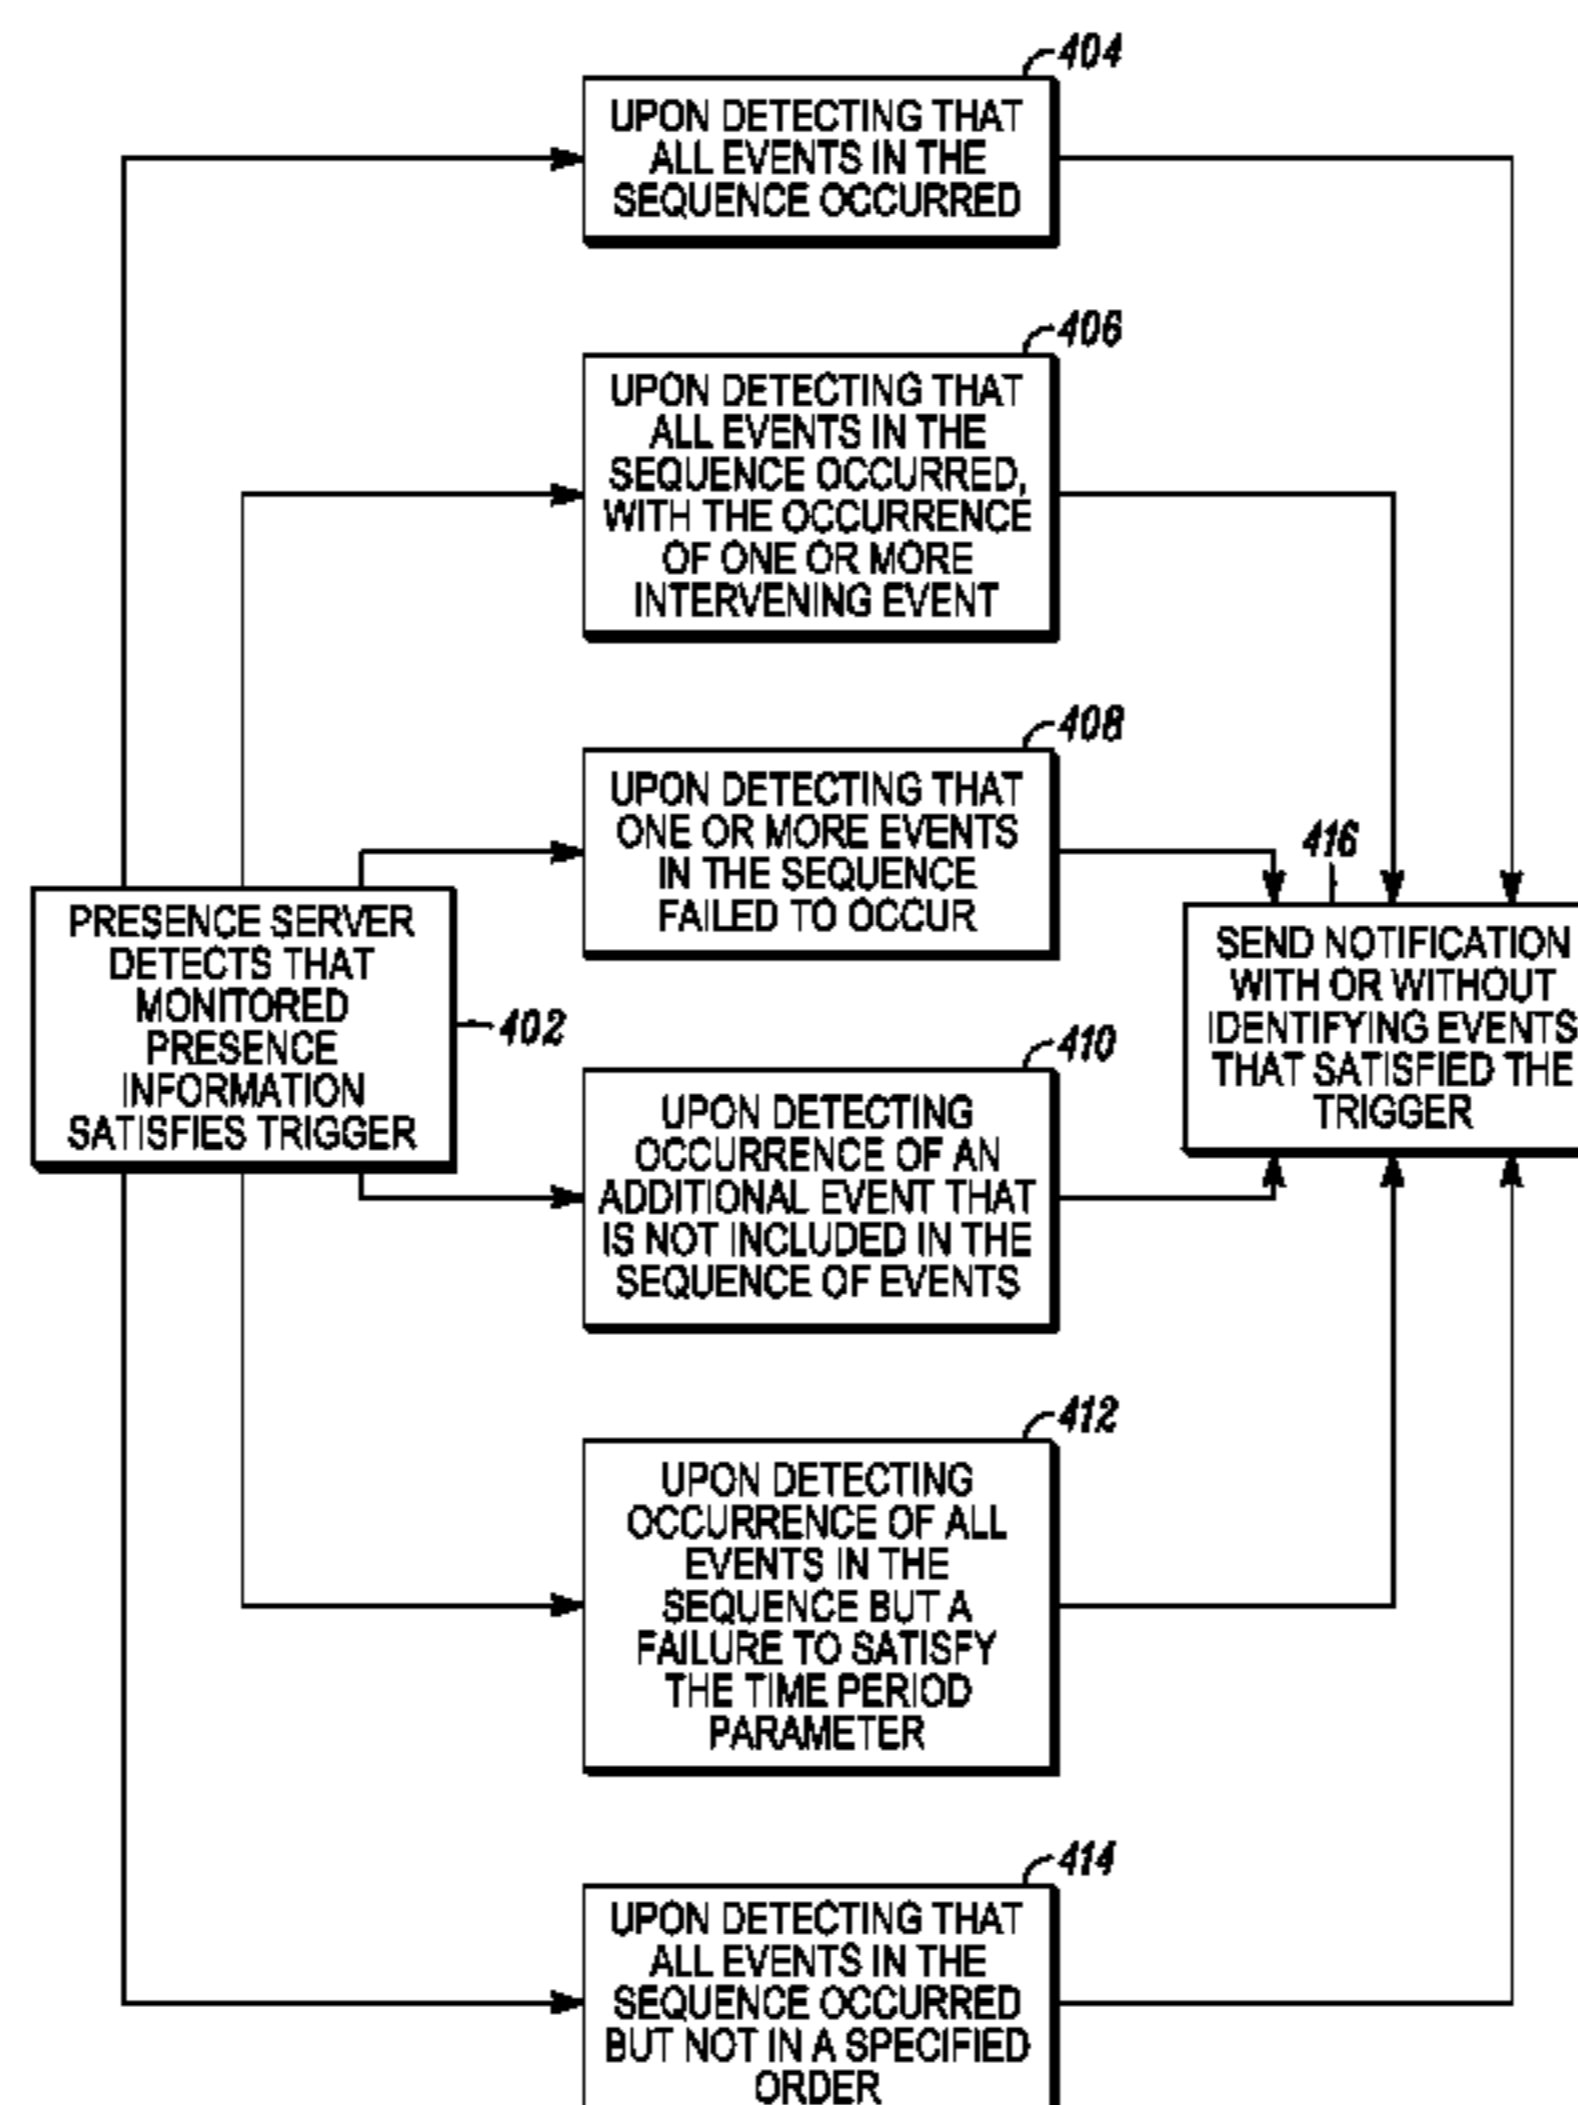 404
UPON DETECTING THAT
ALL EVENTS IN THE
SEQUENCE OCCURRED
406
UPON DETECTING THAT
ALL EVENTS IN THE
SEQUENCE OCCURRED,
WITH THE OCCURRENCE
OF ONE OR MORE
INTERVENING EVENT
408
UPON DETECTING THAT
ONE OR MORE EVENTS
IN THE SEQUENCE
FAILED TO OCCUR
PRESENCE SERVER
DETECTS THAT
MONITORED
PRESENCE
INFORMATION
SATISFIES TRIGGER
402
416
SEND NOTIFICATION
WITH OR WITHOUT
IDENTIFYING EVENTS
THAT SATISFIED THE
TRIGGER
410
UPON DETECTING
OCCURRENCE OF AN
ADDITIONAL EVENT THAT
IS NOT INCLUDED IN THE
SEQUENCE OF EVENTS
412
UPON DETECTING
OCCURRENCE OF ALL
EVENTS IN THE
SEQUENCE BUT A
FAILURE TO SATISFY
THE TIME PERIOD
PARAMETER
414
UPON DETECTING THAT
ALL EVENTS IN THE
SEQUENCE OCCURRED
BUT NOT IN A SPECIFIED
ORDER